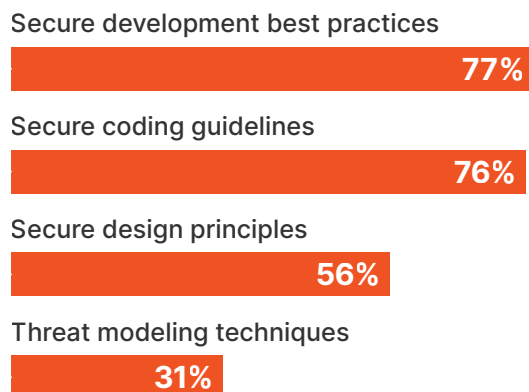 Secure development best practices
77%
Secure coding guidelines
76%
Secure design principles
56%
Threat modeling techniques
31%